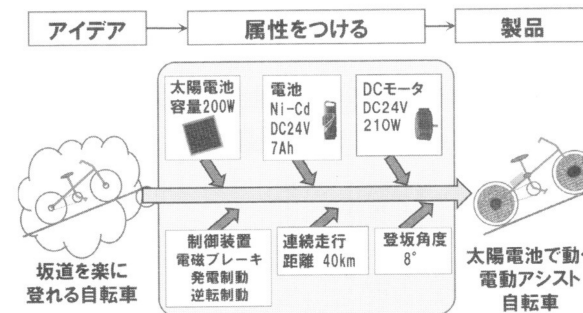 アイデア
属性をつける
製品
太陽電池
容量200W
電池
Ni-Cd
DC24V
7Ah
DCモータ
DC24V
210W
制御装置
電磁ブレーキ
発電制動
逆転制動
連続走行
距離 40km
登坂角度
8°
坂道を楽に
登れる自転車
太陽電池で動く
電動アシスト
自転車